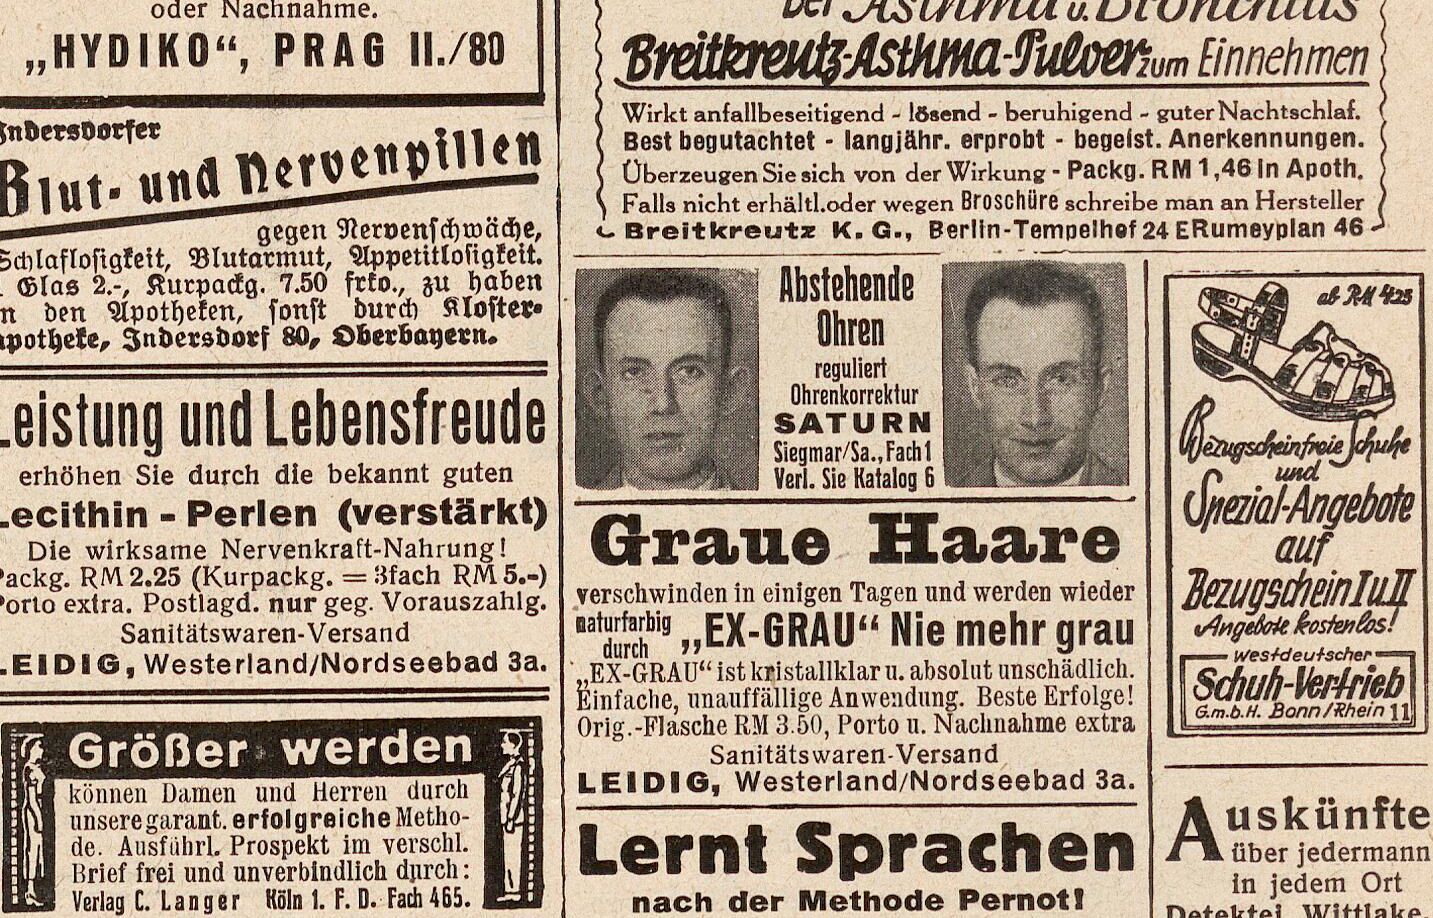 oder Nachnahme.
„HYDIKO“, PRAG II./80
Indersdorfer
Blut- und Nervenpillen
gegen Nervenschwäche,
Schlaflosigkeit, Blutarmut, Appetitlosigkeit.
Glas 2.-, Kurpackg. 7.50 frko., zu haben
in den Apotheken, sonst durch Kloster-
apotheke, Indersdorf 80, Oberbayern.
Leistung und Lebensfreude
erhöhen Sie durch die bekannt guten
Lecithin - Perlen (verstärkt)
Die wirksame Nervenkraft-Nahrung!
Packg. RM 2.25 (Kurpackg. = 3fach RM 5.-)
Porto extra. Postlagd. nur geg. Vorauszahlg.
Sanitätswaren-Versand
LEIDIG, Westerland/Nordseebad 3a.
Größer werden
können Damen und Herren durch
unsere garant. erfolgreiche Metho-
de. Ausführl. Prospekt im verschl.
Brief frei und unverbindlich durch:
Verlag C. Langer Köln 1. F. D. Fach 465.
bei Asthma u. Bronchitis
Breitkreutz-Asthma-Pulver zum Einnehmen
Wirkt anfallbeseitigend - lösend - beruhigend - guter Nachtschlaf.
Best begutachtet - langjähr. erprobt - begeist. Anerkennungen.
Überzeugen Sie sich von der Wirkung - Packg. RM 1,46 in Apoth.
Falls nicht erhältl. oder wegen Broschüre schreibe man an Hersteller
Breitkreutz K. G., Berlin-Tempelhof 24 E Rumeyplan 46
Abstehende
Ohren
reguliert
Ohrenkorrektur
SATURN
Siegmar/Sa., Fach 1
Verl. Sie Katalog 6
Graue Haare
verschwinden in einigen Tagen und werden wieder
naturfarbig durch „EX-GRAU“ Nie mehr grau
„EX-GRAU“ ist kristallklar u. absolut unschädlich.
Einfache, unauffällige Anwendung. Beste Erfolge!
Orig.-Flasche RM 3.50, Porto u. Nachnahme extra
Sanitätswaren-Versand
LEIDIG, Westerland/Nordseebad 3a.
Lernt Sprachen
nach der Methode Pernot!
ab RM 4.25
Bezugscheinfreie Schuhe
und
Spezial-Angebote
auf
Bezugschein I u. II
Angebote kostenlos!
westdeutscher
Schuh-Vertrieb
G.m.b.H. Bonn/Rhein 11
Auskünfte
über jedermann
in jedem Ort
Detektei Wittlake,